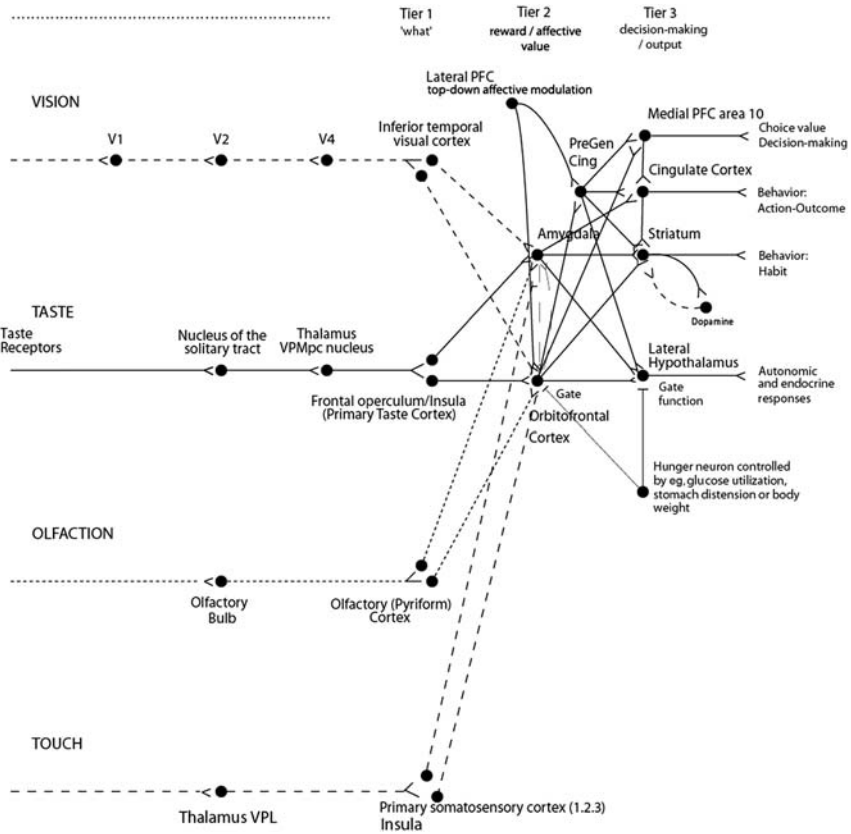 Tier 1
'what'
Tier 2
reward / affective
value
Tier 3
decision-making
/ output
Lateral PFC
top-down affective modulation
VISION
V1
V2
V4
Inferior temporal
visual cortex
PreGen
Cing
Medial PFC area 10
Choice value
Decision-making
Cingulate Cortex
Behavior:
Action-Outcome
Amygdala
Striatum
Behavior:
Habit
Dopamine
TASTE
Taste
Receptors
Nucleus of the
solitary tract
Thalamus
VPMpc nucleus
Frontal operculum/Insula
(Primary Taste Cortex)
Gate
Orbitofrontal
Cortex
Lateral
Hypothalamus
Gate
function
Autonomic
and endocrine
responses
Hunger neuron controlled
by eg. glucose utilization,
stomach distension or body
weight
OLFACTION
Olfactory
Bulb
Olfactory (Pyriform)
Cortex
TOUCH
Thalamus VPL
Primary somatosensory cortex (1.2.3)
Insula